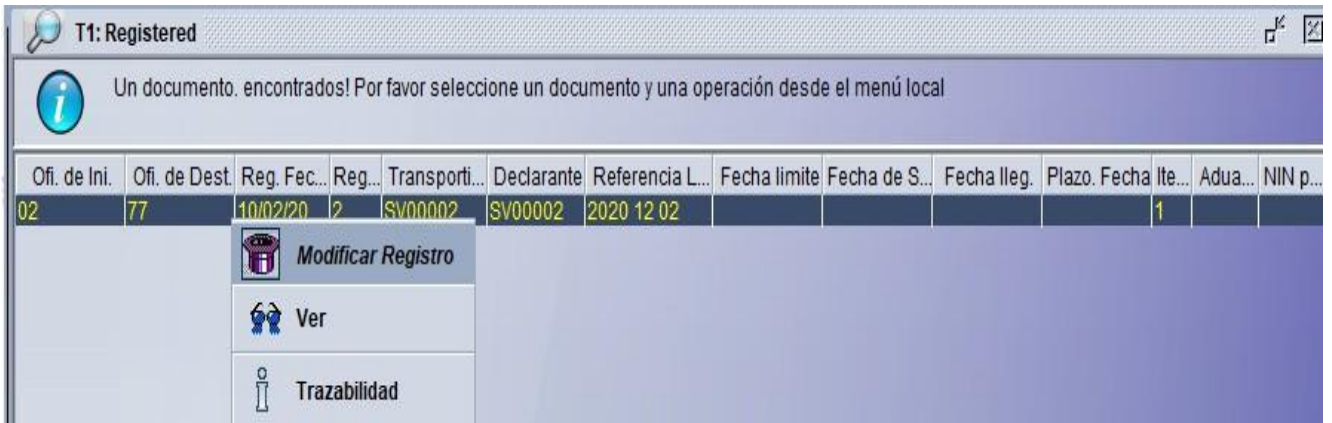 T1: Registered
Un documento. encontrados! Por favor seleccione un documento y una operación desde el menú local
Ofi. de Ini. Ofi. de Dest. Reg. Fec... Reg... Transporti... Declarante Referencia L... Fecha limite Fecha de S... Fecha lleg. Plazo. Fecha Ite... Adua... NIN p...
02 77 10/02/20 2 SV00002 SV00002 2020 12 02 1
Modificar Registro
Ver
Trazabilidad